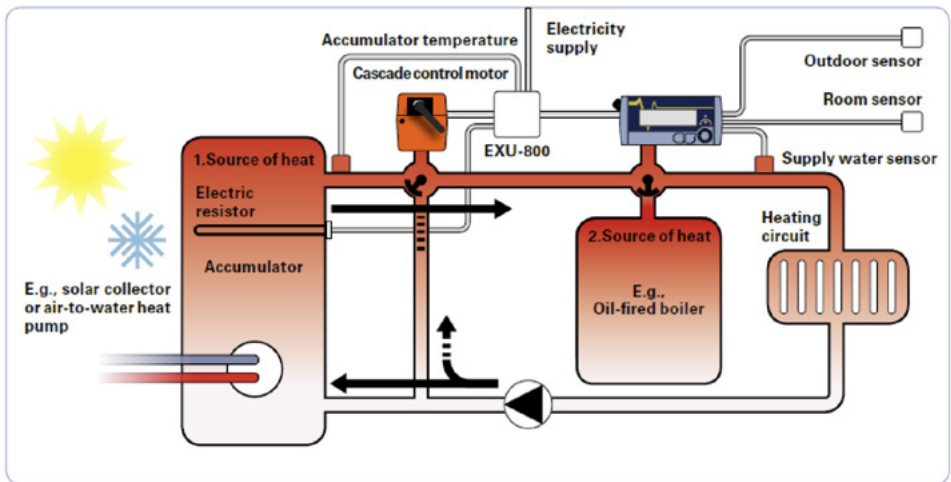 Accumulator temperature
Cascade control motor
Electricity
supply
Outdoor sensor
Room sensor
EXU-800
Supply water sensor
1.Source of heat
Electric
resistor
Accumulator
E.g., solar collector
or air-to-water heat
pump
2.Source of heat
E.g.,
Oil-fired boiler
Heating
circuit